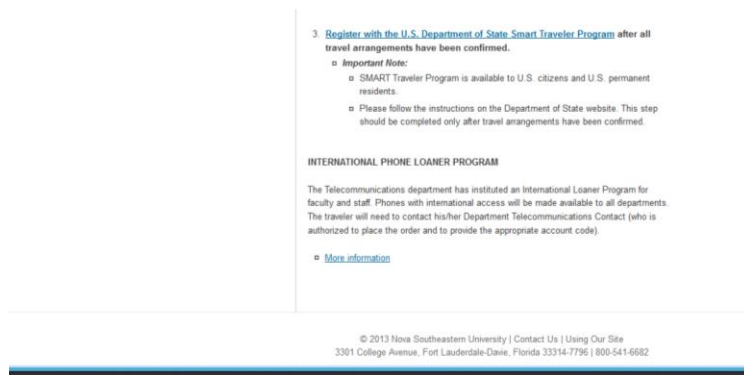 3. Register with the U.S. Department of State Smart Traveler Program after all
travel arrangements have been confirmed.
Important Note:
SMART Traveler Program is available to U.S. citizens and U.S. permanent
residents.
Please follow the instructions on the Department of State website. This step
should be completed only after travel arrangements have been confirmed.
INTERNATIONAL PHONE LOANER PROGRAM
The Telecommunications department has instituted an International Loaner Program for
faculty and staff. Phones with international access will be made available to all departments.
The traveler will need to contact his/her Department Telecommunications Contact (who is
authorized to place the order and to provide the appropriate account code).
More information
© 2013 Nova Southeastern University | Contact Us | Using Our Site
3301 College Avenue, Fort Lauderdale-Davie, Florida 33314-7796 | 800-541-6682